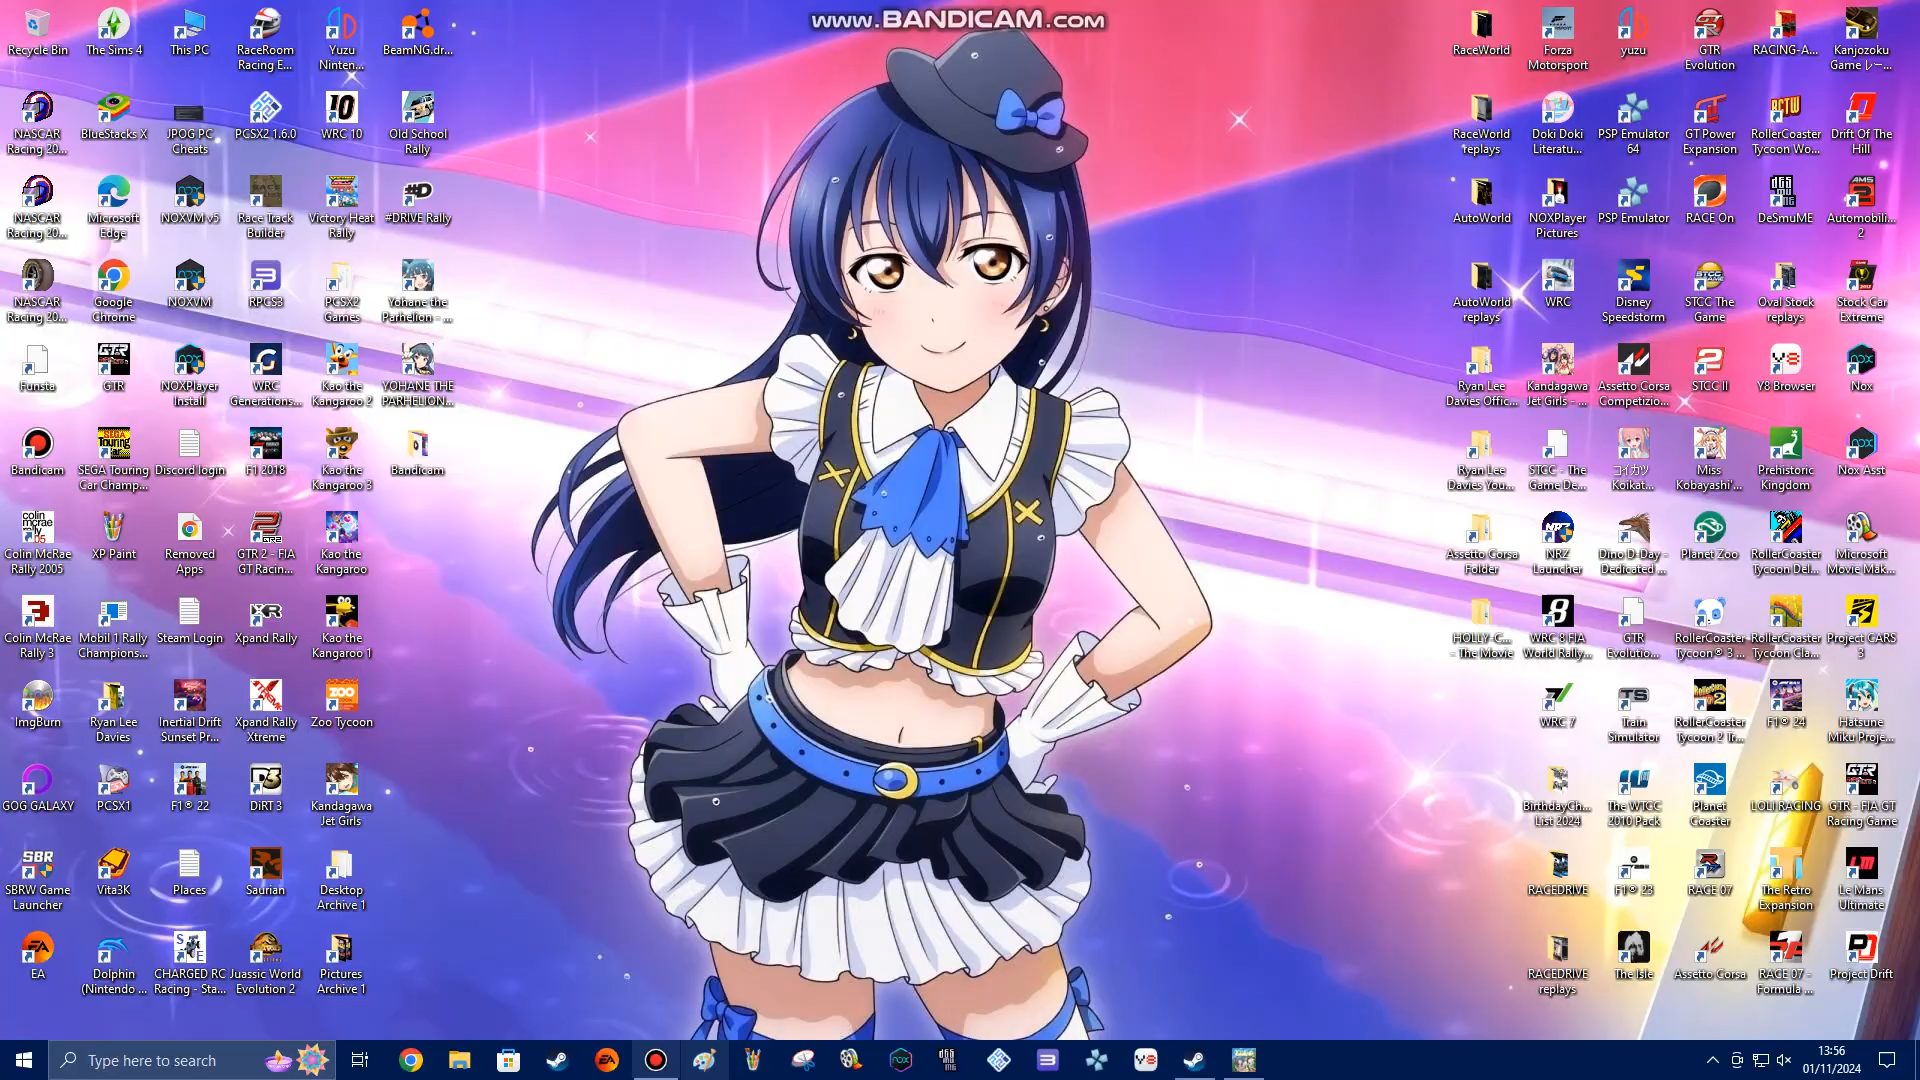 www.BANDICAM.com
Recycle Bin
The Sims 4
This PC
RaceRoom
Racing E...
Yuzu
Ninten...
BeamNG.dr...
NASCAR
Racing 20...
BlueStacks X
JPOG PC
Cheats
PCSX2 1.6.0
WRC 10
Old School
Rally
NASCAR
Racing 20...
Microsoft
Edge
NOXVM v5
Race Track
Builder
Victory Heat
Rally
#DRIVE Rally
NASCAR
Racing 20...
Google
Chrome
NOXVM
RPCS3
PCSX2
Games
Yohane the
Parhelion - ...
Funsta
GTR
NOXPlayer
Install
WRC
Generations...
Kao the
Kangaroo 2
YOHANE THE
PARHELION...
Bandicam
SEGA Touring
Car Champ...
Discord login
F1 2018
Kao the
Kangaroo 3
Bandicam
Colin McRae
Rally 2005
XP Paint
Removed
Apps
GTR 2 - FIA
GT Racin...
Kao the
Kangaroo
Colin McRae
Rally 3
Mobil 1 Rally
Champions...
Steam Login
Xpand Rally
Kao the
Kangaroo 1
ImgBurn
Ryan Lee
Davies
Inertial Drift
Sunset Pr...
Xpand Rally
Xtreme
Zoo Tycoon
GOG GALAXY
PCSX1
F1® 22
DiRT 3
Kandagawa
Jet Girls
SBRW Game
Launcher
Vita3K
Places
Saurian
Desktop
Archive 1
EA
Dolphin
(Nintendo ...
CHARGED RC
Racing - Sta...
Juassic World
Evolution 2
Pictures
Archive 1
RaceWorld
Forza
Motorsport
yuzu
GTR
Evolution
RACING-A...
Kanjozoku
Game レー...
RaceWorld
replays
Doki Doki
Literatu...
PSP Emulator
64
GT Power
Expansion
RollerCoaster
Tycoon Wo...
Drift Of The
Hill
AutoWorld
NOXPlayer
Pictures
PSP Emulator
RACE On
DeSmuME
Automobili...
2
AutoWorld
replays
WRC
Disney
Speedstorm
STCC The
Game
Oval Stock
replays
Stock Car
Extreme
Ryan Lee
Davies Offic...
Kandagawa
Jet Girls - ...
Assetto Corsa
Competizio...
STCC II
Y8 Browser
Nox
Ryan Lee
Davies You...
STCC - The
Game De...
コイカツ
Koikat...
Miss
Kobayashi'...
Prehistoric
Kingdom
Nox Asst
Assetto Corsa
Folder
NRZ
Launcher
Dino D-Day -
Dedicated ...
Planet Zoo
RollerCoaster
Tycoon Del...
Microsoft
Movie Mak...
HOLLY-C...
- The Movie
WRC 8 FIA
World Rally...
GTR
Evolutio...
RollerCoaster
Tycoon® 3 ...
RollerCoaster
Tycoon Cla...
Project CARS
3
WRC 7
Train
Simulator
RollerCoaster
Tycoon 2 Tr...
F1® 24
Hatsune
Miku Proje...
BirthdayCh...
List 2024
The WTCC
2010 Pack
Planet
Coaster
LOLI RACING
GTR - FIA GT
Racing Game
RACEDRIVE
F1® 23
RACE 07
The Retro
Expansion
Le Mans
Ultimate
RACEDRIVE
replays
The Isle
Assetto Corsa
RACE 07 -
Formula ...
Project Drift
Type here to search
13:56
01/11/2024